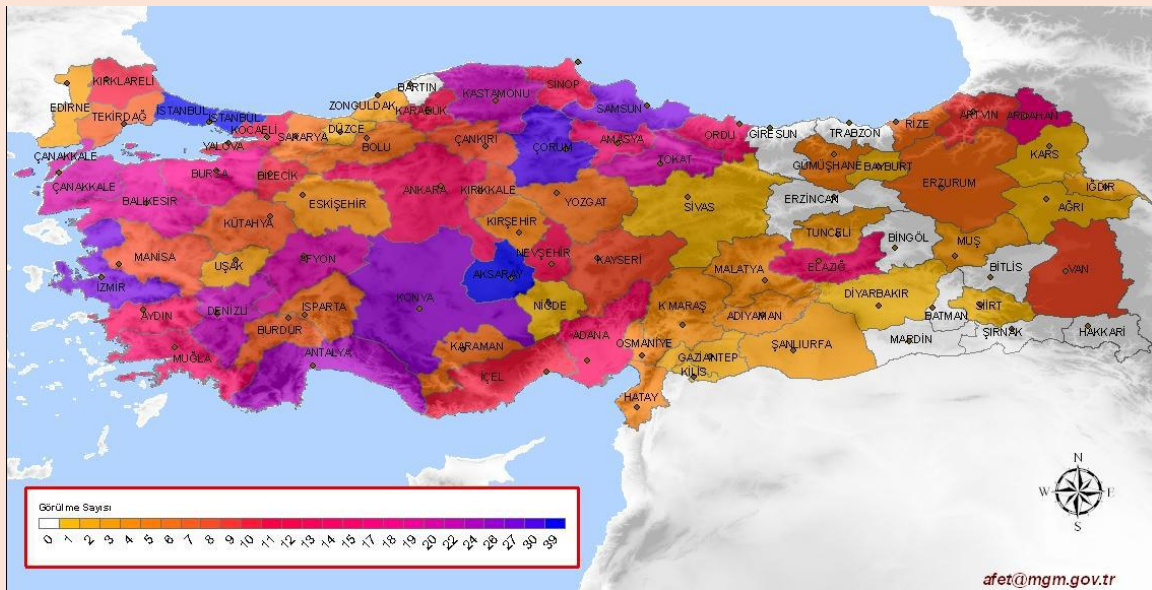 KIRKLARELİ
EDİRNE
TEKİRDAĞ
İSTANBUL
İSTANBUL
KOCAELİ
YALOVA
SAKARYA
DÜZCE
ZONGULDAK
BARTIN
KARABÜK
KASTAMONU
SİNOP
SAMSUN
BOLU
ÇANKIRI
ÇORUM
AMASYA
ORDU
GİRESUN
TRABZON
RİZE
ARTVİN
ARDAHAN
TOKAT
GÜMÜŞHANE
BAYBURT
KARS
ÇANAKKALE
ÇANAKKALE
BURSA
BİLECİK
BALIKESİR
ESKİŞEHİR
ANKARA
KIRIKKALE
YOZGAT
SİVAS
ERZİNCAN
ERZURUM
AĞRI
IĞDIR
KÜTAHYA
KIRŞEHİR
TUNCELİ
BİNGÖL
MUŞ
MANİSA
UŞAK
AFYON
AKSARAY
NEVŞEHİR
KAYSERİ
MALATYA
ELAZIĞ
BİTLİS
VAN
İZMİR
KONYA
NİĞDE
DİYARBAKIR
AYDIN
DENİZLİ
ISPARTA
BURDUR
K.MARAŞ
ADIYAMAN
BATMAN
SİİRT
ŞIRNAK
HAKKARİ
MARDİN
MUĞLA
ANTALYA
KARAMAN
İÇEL
ADANA
OSMANİYE
GAZİANTEP
KİLİS
ŞANLIURFA
HATAY
N
W E
S
Görülme Sayısı
0 1 2 3 4 5 6 7 8 9 10 11 12 13 14 15 17 18 19 20 22 24 26 27 30 39
afet@mgm.gov.tr